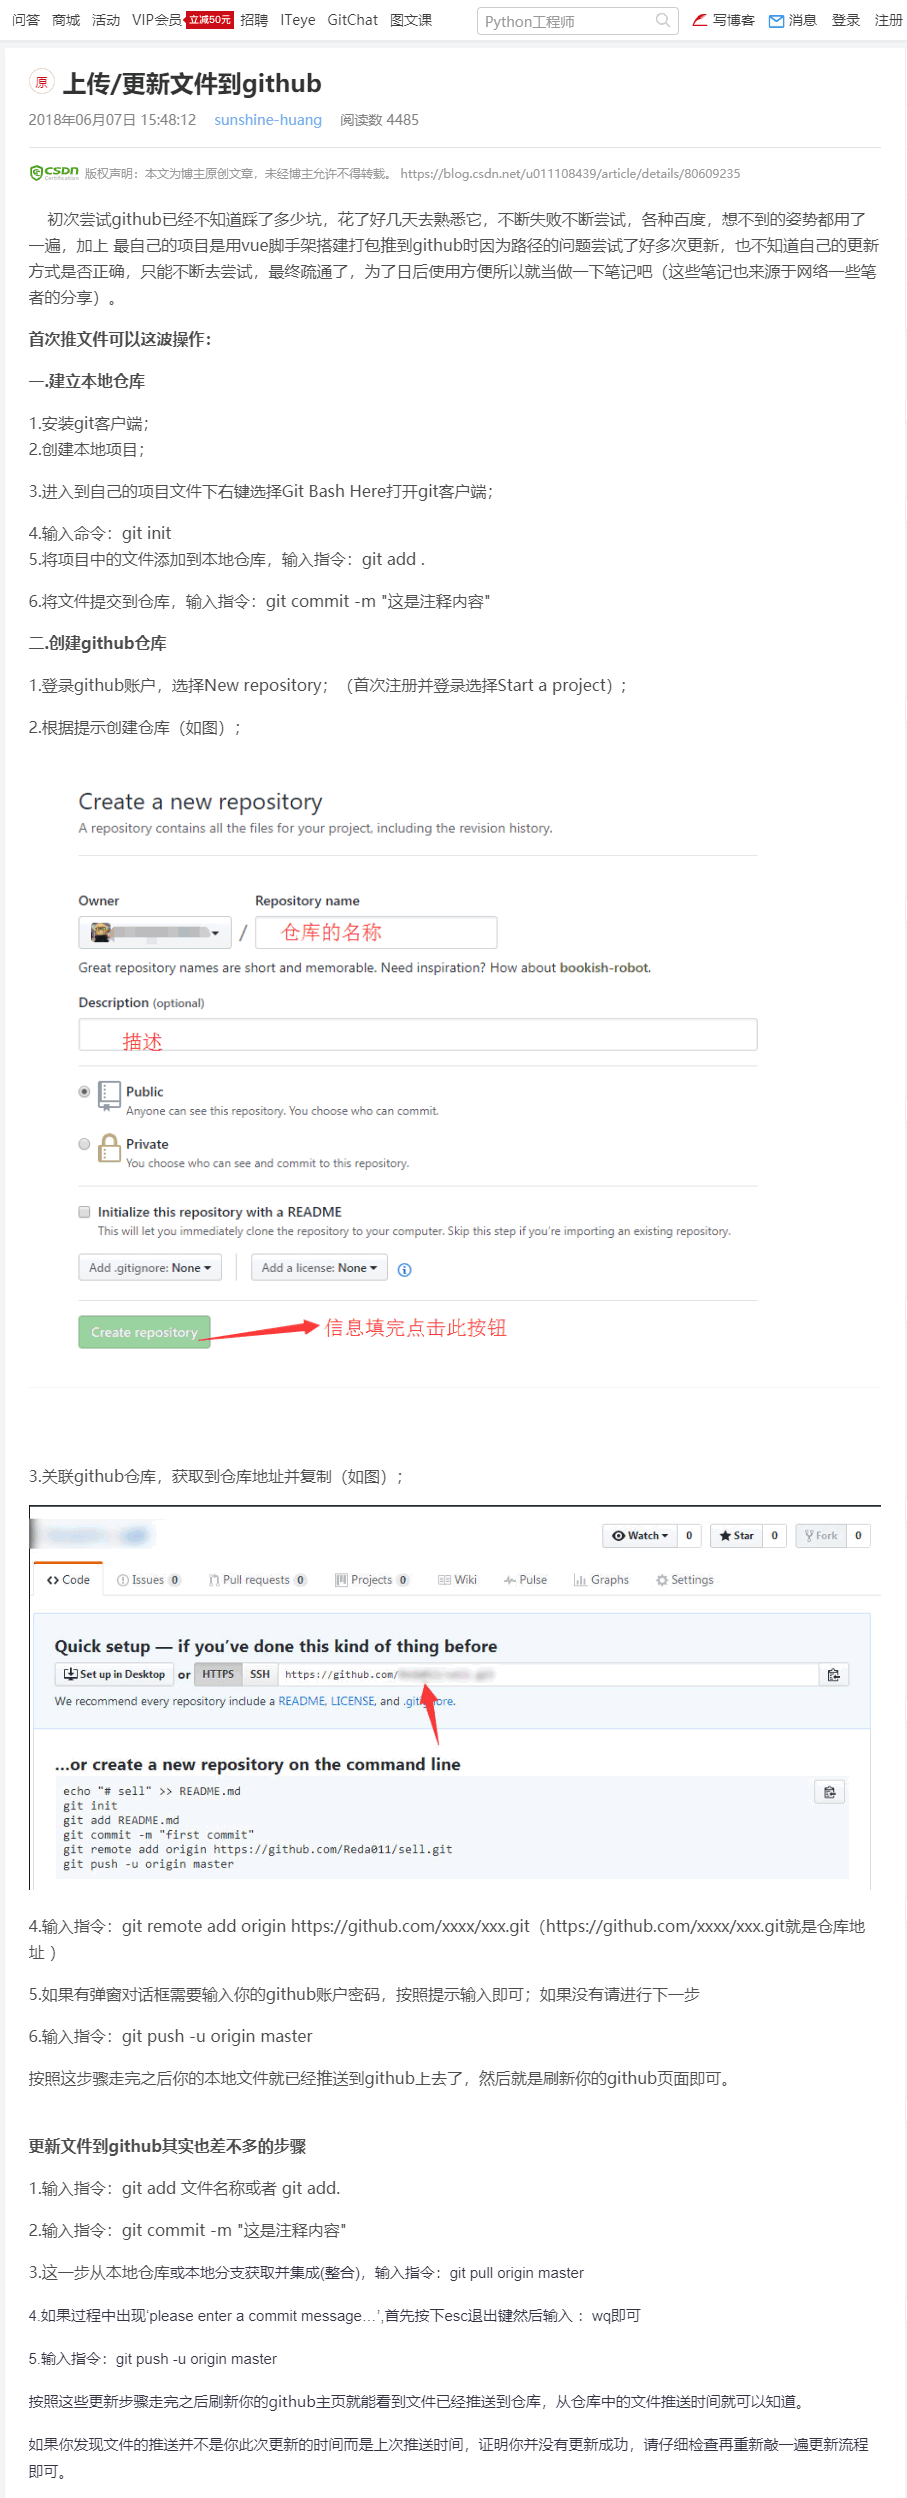 问答 商城 活动 VIP会员 立减50元 招聘 ITeye GitChat 图文课 Python工程师 写博客 消息 登录 注册
原 上传/更新文件到github
2018年06月07日 15:48:12 sunshine-huang 阅读数 4485
CSDN Certification 版权声明：本文为博主原创文章，未经博主允许不得转载。 https://blog.csdn.net/u011108439/article/details/80609235
初次尝试github已经不知道踩了多少坑，花了好几天去熟悉它，不断失败不断尝试，各种百度，想不到的姿势都用了
一遍，加上 最自己的项目是用vue脚手架搭建打包推到github时因为路径的问题尝试了好多次更新，也不知道自己的更新
方式是否正确，只能不断去尝试，最终疏通了，为了日后使用方便所以就当做一下笔记吧（这些笔记也来源于网络一些笔
者的分享）。
首次推文件可以这波操作：
一.建立本地仓库
1.安装git客户端；
2.创建本地项目；
3.进入到自己的项目文件下右键选择Git Bash Here打开git客户端；
4.输入命令：git init
5.将项目中的文件添加到本地仓库，输入指令：git add .
6.将文件提交到仓库，输入指令：git commit -m "这是注释内容"
二.创建github仓库
1.登录github账户，选择New repository；（首次注册并登录选择Start a project）；
2.根据提示创建仓库（如图）；
Create a new repository
A repository contains all the files for your project, including the revision history.
Owner Repository name
/ 仓库的名称
Great repository names are short and memorable. Need inspiration? How about bookish-robot.
Description (optional)
描述
Public
Anyone can see this repository. You choose who can commit.
Private
You choose who can see and commit to this repository.
Initialize this repository with a README
This will let you immediately clone the repository to your computer. Skip this step if you're importing an existing repository.
Add .gitignore: None Add a license: None
Create repository 信息填完点击此按钮
3.关联github仓库，获取到仓库地址并复制（如图）；
Watch 0 Star 0 Fork 0
Code Issues 0 Pull requests 0 Projects 0 Wiki Pulse Graphs Settings
Quick setup — if you've done this kind of thing before
Set up in Desktop or HTTPS SSH https://github.com/
We recommend every repository include a README, LICENSE, and .gitignore.
...or create a new repository on the command line
echo "# sell" >> README.md
git init
git add README.md
git commit -m "first commit"
git remote add origin https://github.com/Reda011/sell.git
git push -u origin master
4.输入指令：git remote add origin https://github.com/xxxx/xxx.git（https://github.com/xxxx/xxx.git就是仓库地
址 ）
5.如果有弹窗对话框需要输入你的github账户密码，按照提示输入即可；如果没有请进行下一步
6.输入指令：git push -u origin master
按照这步骤走完之后你的本地文件就已经推送到github上去了，然后就是刷新你的github页面即可。
更新文件到github其实也差不多的步骤
1.输入指令：git add 文件名称或者 git add.
2.输入指令：git commit -m "这是注释内容"
3.这一步从本地仓库或本地分支获取并集成(整合)，输入指令：git pull origin master
4.如果过程中出现‘please enter a commit message…’,首先按下esc退出键然后输入 ：wq即可
5.输入指令：git push -u origin master
按照这些更新步骤走完之后刷新你的github主页就能看到文件已经推送到仓库，从仓库中的文件推送时间就可以知道。
如果你发现文件的推送并不是你此次更新的时间而是上次推送时间，证明你并没有更新成功，请仔细检查再重新敲一遍更新流程
即可。